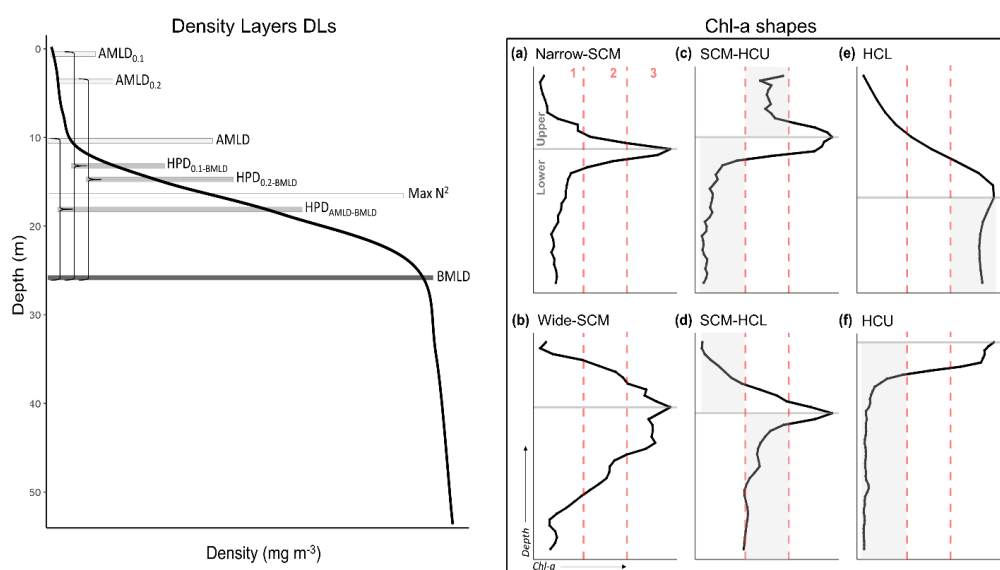 Density Layers DLs
Chl-a shapes
0
10
20
30
40
50
Depth (m)
Density (mg m⁻³)
AMLD₀.₁
AMLD₀.₂
AMLD
HPD₀.₁₋BMLD
HPD₀.₂₋BMLD
Max N²
HPDAMLD-BMLD
BMLD
(a) Narrow-SCM
1 2 3
Upper
Lower
(c) SCM-HCU
(e) HCL
(b) Wide-SCM
Depth
Chl-a
(d) SCM-HCL
(f) HCU